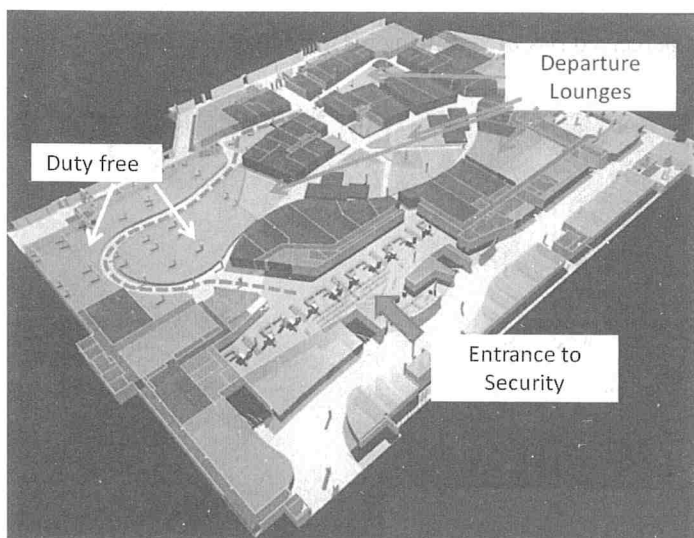 Departure
Lounges
Duty free
Entrance to
Security